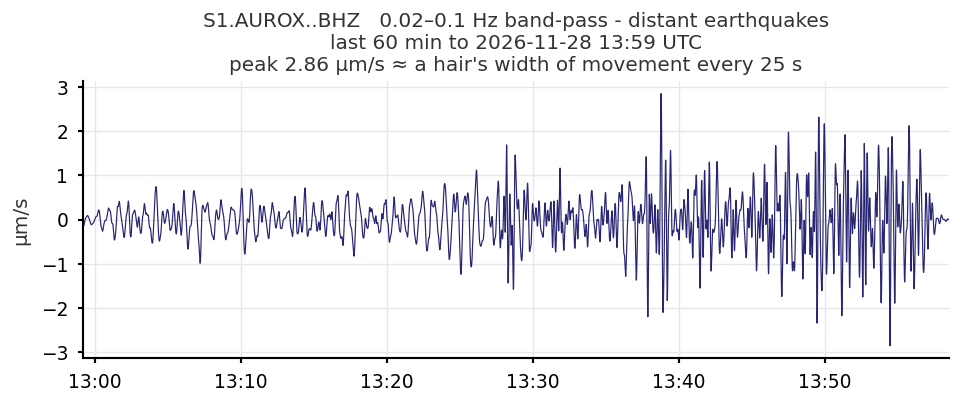 S1.AUROX..BHZ   0.02–0.1 Hz band-pass - distant earthquakes
last 60 min to 2026-11-28 13:59 UTC
peak 2.86 μm/s ≈ a hair's width of movement every 25 s
3
2
1
0
−1
−2
−3
μm/s
13:00 13:10 13:20 13:30 13:40 13:50